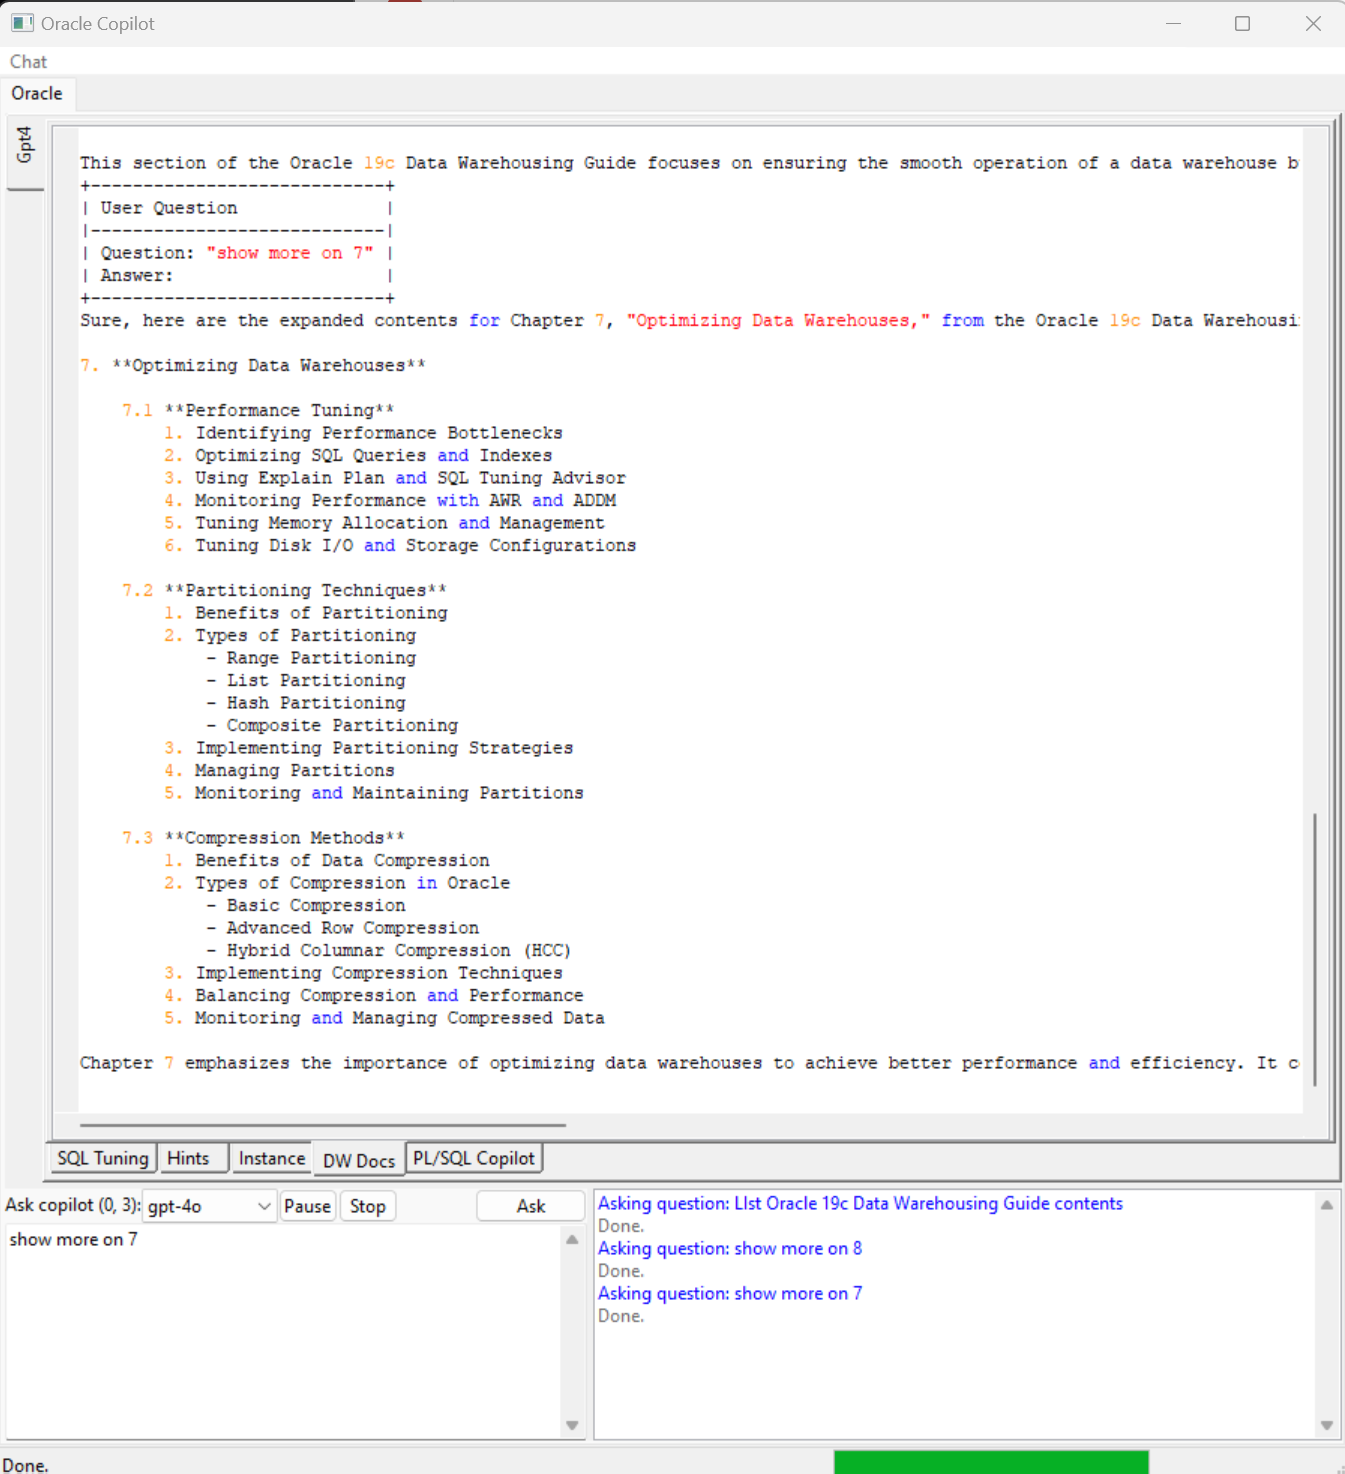 Oracle Copilot
Chat
Oracle
Gpt4
This section of the Oracle 19c Data Warehousing Guide focuses on ensuring the smooth operation of a data warehouse b
+----------------------------+
| User Question              |
|----------------------------|
| Question: "show more on 7" |
| Answer:                    |
+----------------------------+
Sure, here are the expanded contents for Chapter 7, "Optimizing Data Warehouses," from the Oracle 19c Data Warehousi
7. **Optimizing Data Warehouses**
7.1 **Performance Tuning**
1. Identifying Performance Bottlenecks
2. Optimizing SQL Queries and Indexes
3. Using Explain Plan and SQL Tuning Advisor
4. Monitoring Performance with AWR and ADDM
5. Tuning Memory Allocation and Management
6. Tuning Disk I/O and Storage Configurations
7.2 **Partitioning Techniques**
1. Benefits of Partitioning
2. Types of Partitioning
- Range Partitioning
- List Partitioning
- Hash Partitioning
- Composite Partitioning
3. Implementing Partitioning Strategies
4. Managing Partitions
5. Monitoring and Maintaining Partitions
7.3 **Compression Methods**
1. Benefits of Data Compression
2. Types of Compression in Oracle
- Basic Compression
- Advanced Row Compression
- Hybrid Columnar Compression (HCC)
3. Implementing Compression Techniques
4. Balancing Compression and Performance
5. Monitoring and Managing Compressed Data
Chapter 7 emphasizes the importance of optimizing data warehouses to achieve better performance and efficiency. It c
SQL Tuning Hints Instance DW Docs PL/SQL Copilot
Ask copilot (0, 3): gpt-4o Pause Stop Ask
show more on 7
Asking question: LIst Oracle 19c Data Warehousing Guide contents
Done.
Asking question: show more on 8
Done.
Asking question: show more on 7
Done.
Done.